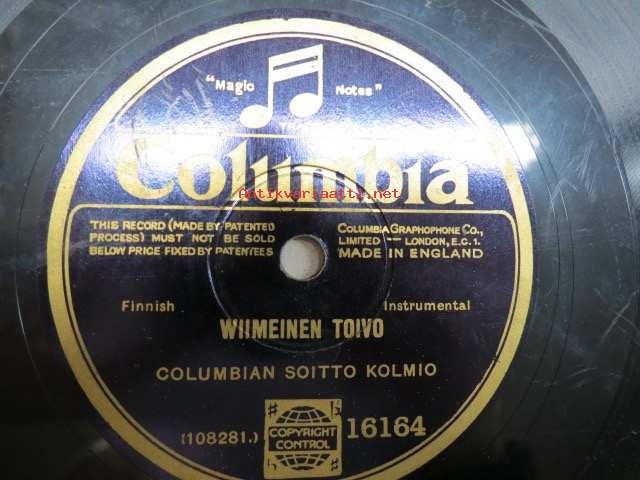 "Magic Notes"
Columbia
Antikvariaatti.net
THIS RECORD (MADE BY PATENTED
PROCESS) MUST NOT BE SOLD
BELOW PRICE FIXED BY PATENTEES
COLUMBIA GRAPHOPHONE CO.,
LIMITED — LONDON, E.C.1.
MADE IN ENGLAND
Finnish
Instrumental
WIIMEINEN TOIVO
COLUMBIAN SOITTO KOLMIO
(108281.)
COPYRIGHT
CONTROL
16164